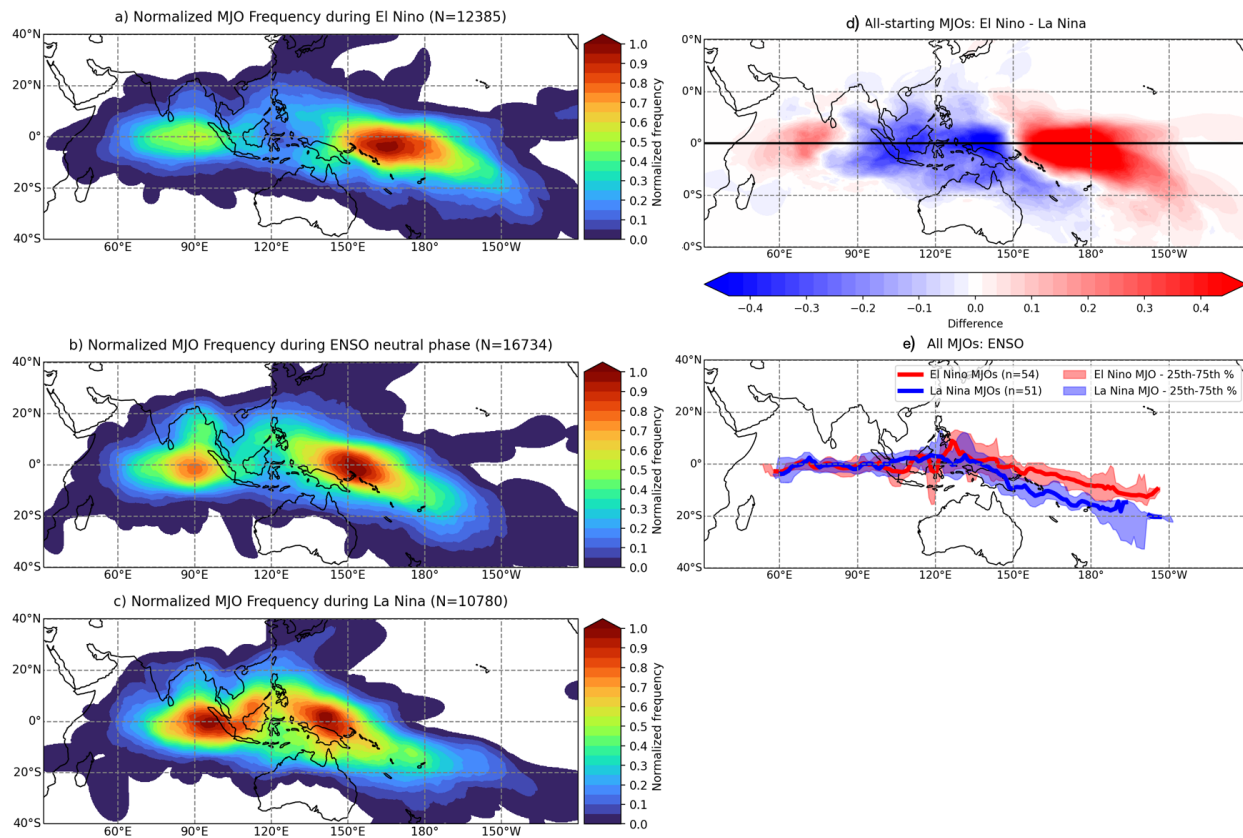 a) Normalized MJO Frequency during El Nino (N=12385)
40°N
20°N
0°
20°S
40°S
60°E 90°E 120°E 150°E 180° 150°W
1.0
0.9
0.8
0.7
0.6
0.5
0.4
0.3
0.2
0.1
0.0
Normalized frequency
d) All-starting MJOs: El Nino - La Nina
0°N
0°N
0°
0°S
0°S
60°E 90°E 120°E 150°E 180° 150°W
−0.4 −0.3 −0.2 −0.1 0.0 0.1 0.2 0.3 0.4
Difference
b) Normalized MJO Frequency during ENSO neutral phase (N=16734)
40°N
20°N
0°
20°S
40°S
60°E 90°E 120°E 150°E 180° 150°W
1.0
0.9
0.8
0.7
0.6
0.5
0.4
0.3
0.2
0.1
0.0
Normalized frequency
e) All MJOs: ENSO
El Nino MJOs (n=54) El Nino MJO - 25th-75th %
La Nina MJOs (n=51) La Nina MJO - 25th-75th %
40°N
20°N
0°
20°S
40°S
60°E 90°E 120°E 150°E 180° 150°W
c) Normalized MJO Frequency during La Nina (N=10780)
40°N
20°N
0°
20°S
40°S
60°E 90°E 120°E 150°E 180° 150°W
1.0
0.9
0.8
0.7
0.6
0.5
0.4
0.3
0.2
0.1
0.0
Normalized frequency